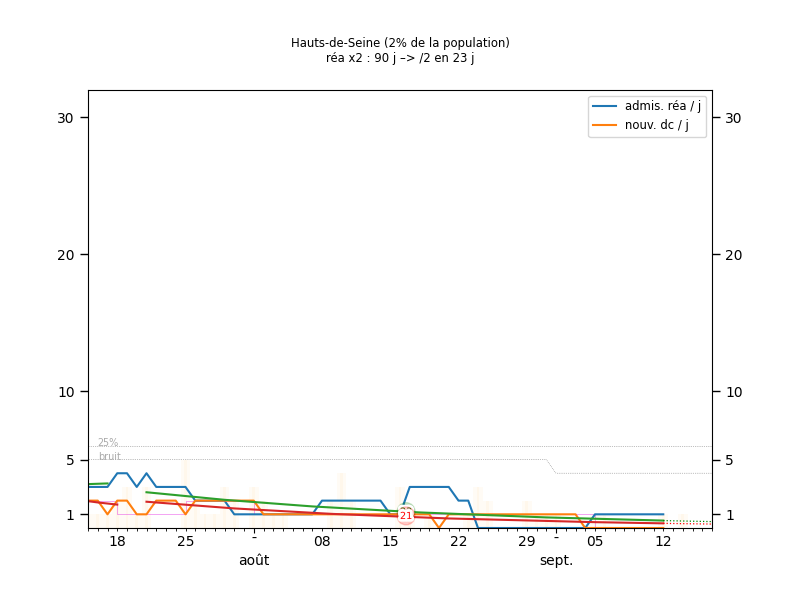 Hauts-de-Seine (2% de la population)
réa x2 : 90 j –> /2 en 23 j
admis. réa / j
nouv. dc / j
30 30
20 20
10 10
25%
bruit
5 5
1 21 1
18 25 - 08 15 22 29 - 05 12
août sept.